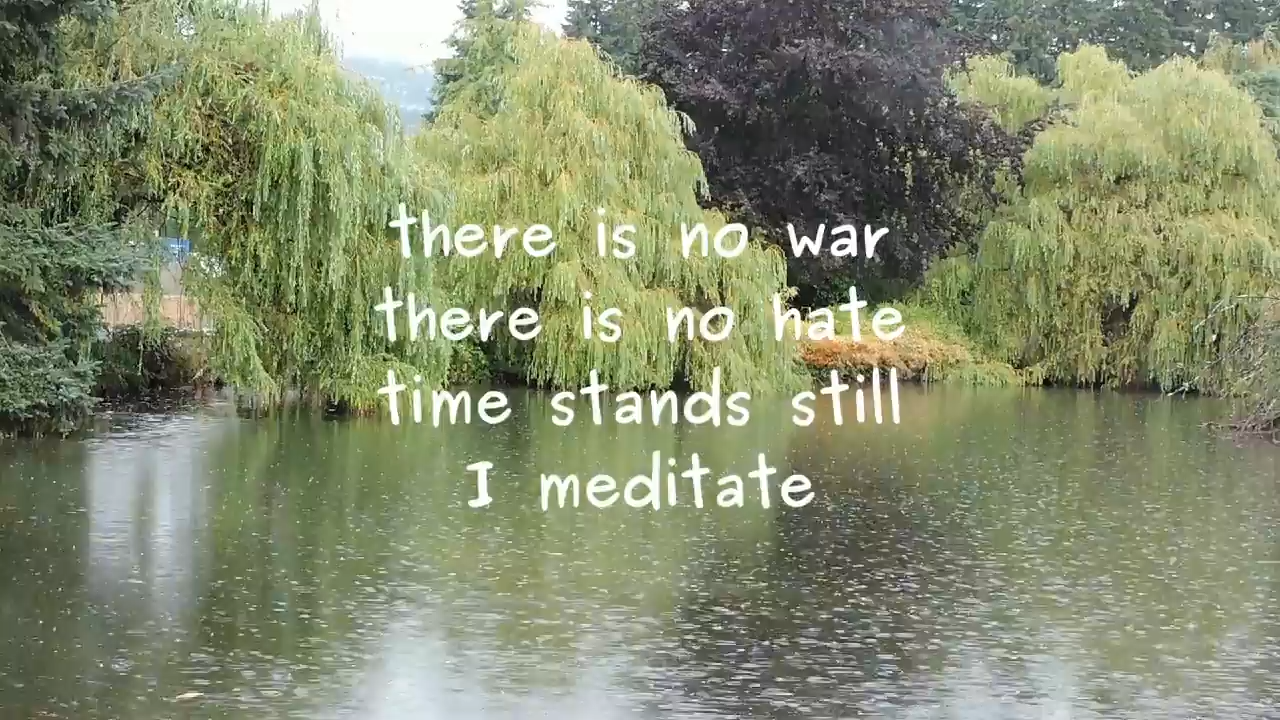 there is no war
there is no hate
time stands still
I meditate